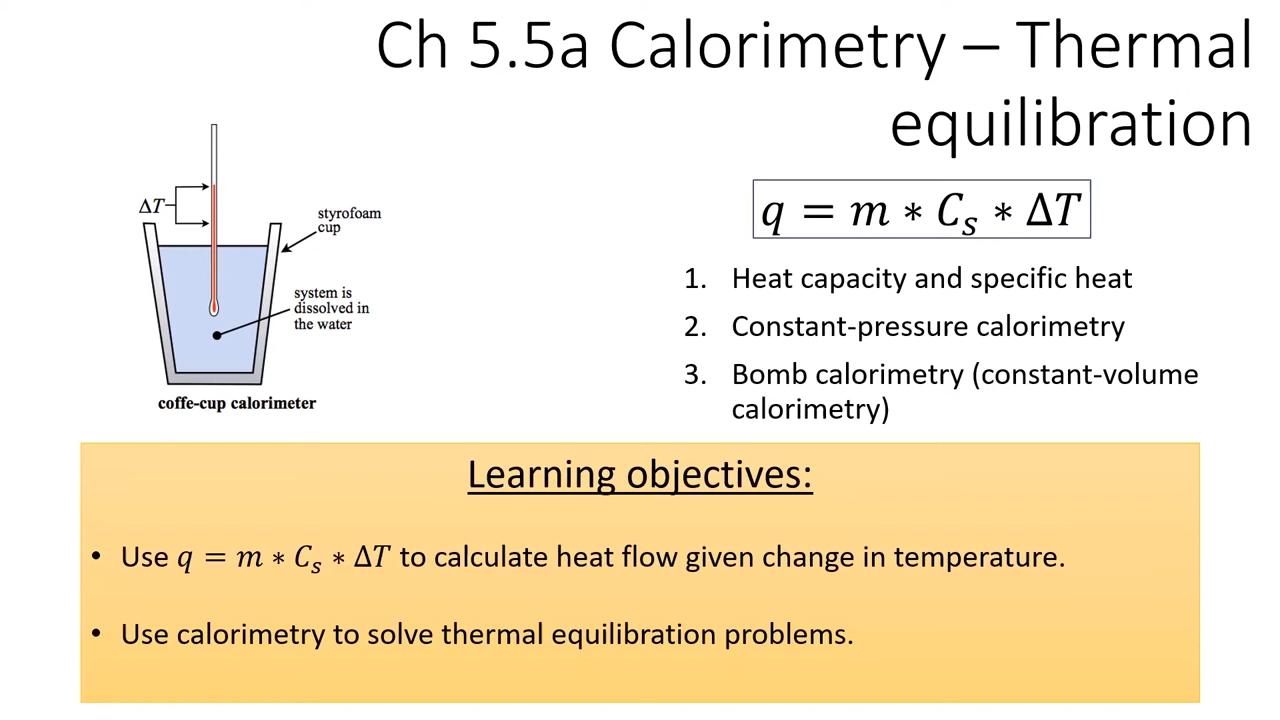 Ch 5.5a Calorimetry – Thermal
equilibration
ΔT
styrofoam
cup
system is
dissolved in
the water
coffe-cup calorimeter
q = m ∗ Cₛ ∗ ΔT
1. Heat capacity and specific heat
2. Constant-pressure calorimetry
3. Bomb calorimetry (constant-volume
calorimetry)
Learning objectives:
• Use q = m ∗ Cₛ ∗ ΔT to calculate heat flow given change in temperature.
• Use calorimetry to solve thermal equilibration problems.